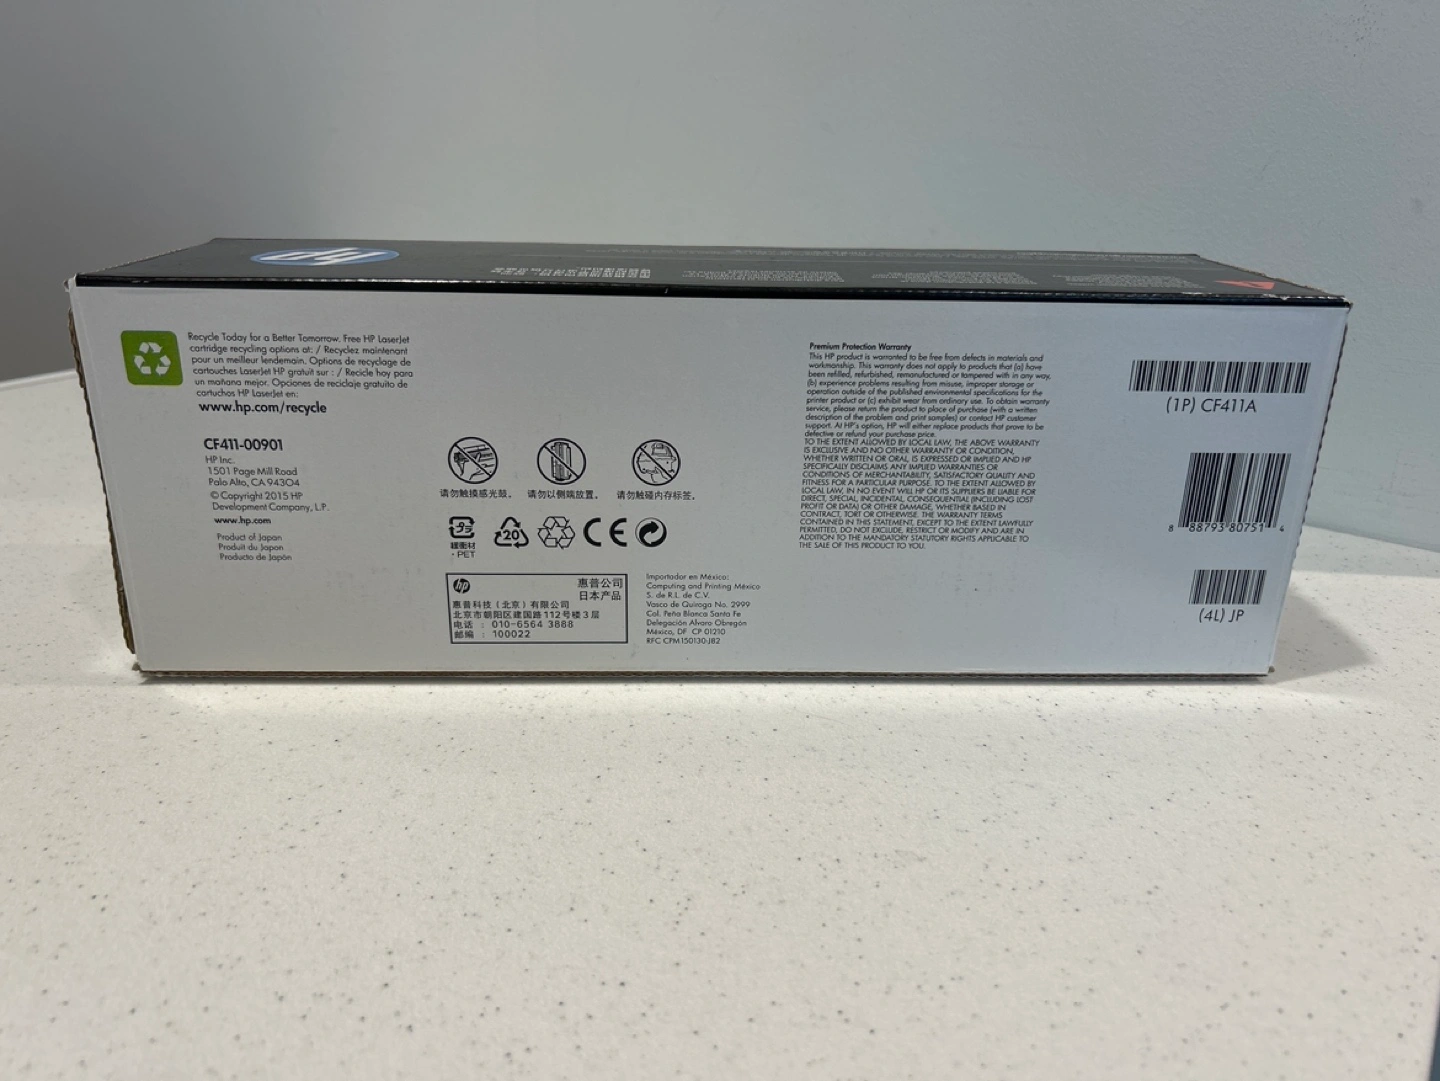 hp
Recycle Today for a Better Tomorrow. Free HP LaserJet
cartridge recycling options at: / Recyclez maintenant
pour un meilleur lendemain. Options de recyclage de
cartouches LaserJet HP gratuit sur : / Recicle hoy para
un mañana mejor. Opciones de reciclaje gratuito de
cartuchos HP LaserJet en:
www.hp.com/recycle
CF411-00901
HP Inc.
1501 Page Mill Road
Palo Alto, CA 94304
© Copyright 2015 HP
Development Company, L.P.
www.hp.com
Product of Japan
Produit du Japon
Producto de Japón
请勿触摸感光鼓。
请勿以侧端放置。
请勿触碰内存标签。
プラ
緩衝材
- PET
20
CE
hp
惠普公司
日本产品
惠普科技（北京）有限公司
北京市朝阳区建国路112号楼3层
电话 : 010-6564 3888
邮编 : 100022
Importador en México:
Computing and Printing México
S. de R.L. de C.V.
Vasco de Quiroga No. 2999
Col. Peña Blanca Santa Fe
Delegación Alvaro Obregón
México, DF CP 01210
RFC CPM150130-JB2
Premium Protection Warranty
This HP product is warranted to be free from defects in materials and
workmanship. This warranty does not apply to products that (a) have
been refilled, refurbished, remanufactured or tampered with in any way,
(b) experience problems resulting from misuse, improper storage or
operation outside of the published environmental specifications for the
printer product or (c) exhibit wear from ordinary use. To obtain warranty
service, please return the product to place of purchase (with a written
description of the problem and print samples) or contact HP customer
support. At HP's option, HP will either replace products that prove to be
defective or refund your purchase price.
TO THE EXTENT ALLOWED BY LOCAL LAW, THE ABOVE WARRANTY
IS EXCLUSIVE AND NO OTHER WARRANTY OR CONDITION,
WHETHER WRITTEN OR ORAL, IS EXPRESSED OR IMPLIED AND HP
SPECIFICALLY DISCLAIMS ANY IMPLIED WARRANTIES OR
CONDITIONS OF MERCHANTABILITY, SATISFACTORY QUALITY AND
FITNESS FOR A PARTICULAR PURPOSE. TO THE EXTENT ALLOWED BY
LOCAL LAW, IN NO EVENT WILL HP OR ITS SUPPLIERS BE LIABLE FOR
DIRECT, SPECIAL, INCIDENTAL, CONSEQUENTIAL (INCLUDING LOST
PROFIT OR DATA) OR OTHER DAMAGE, WHETHER BASED IN
CONTRACT, TORT OR OTHERWISE. THE WARRANTY TERMS
CONTAINED IN THIS STATEMENT, EXCEPT TO THE EXTENT LAWFULLY
PERMITTED, DO NOT EXCLUDE, RESTRICT OR MODIFY AND ARE IN
ADDITION TO THE MANDATORY STATUTORY RIGHTS APPLICABLE TO
THE SALE OF THIS PRODUCT TO YOU.
(1P) CF411A
8 88793 80751 4
(4L) JP